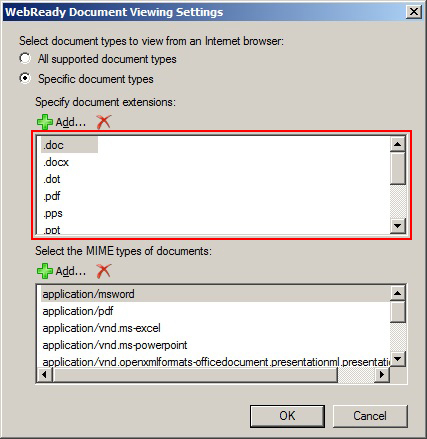 WebReady Document Viewing Settings
Select document types to view from an Internet browser:
All supported document types
Specific document types
Specify document extensions:
Add...
.doc
.docx
.dot
.pdf
.pps
.ppt
Select the MIME types of documents:
Add...
application/msword
application/pdf
application/vnd.ms-excel
application/vnd.ms-powerpoint
application/vnd.openxmlformats-officedocument.presentationml.presentati
OK
Cancel